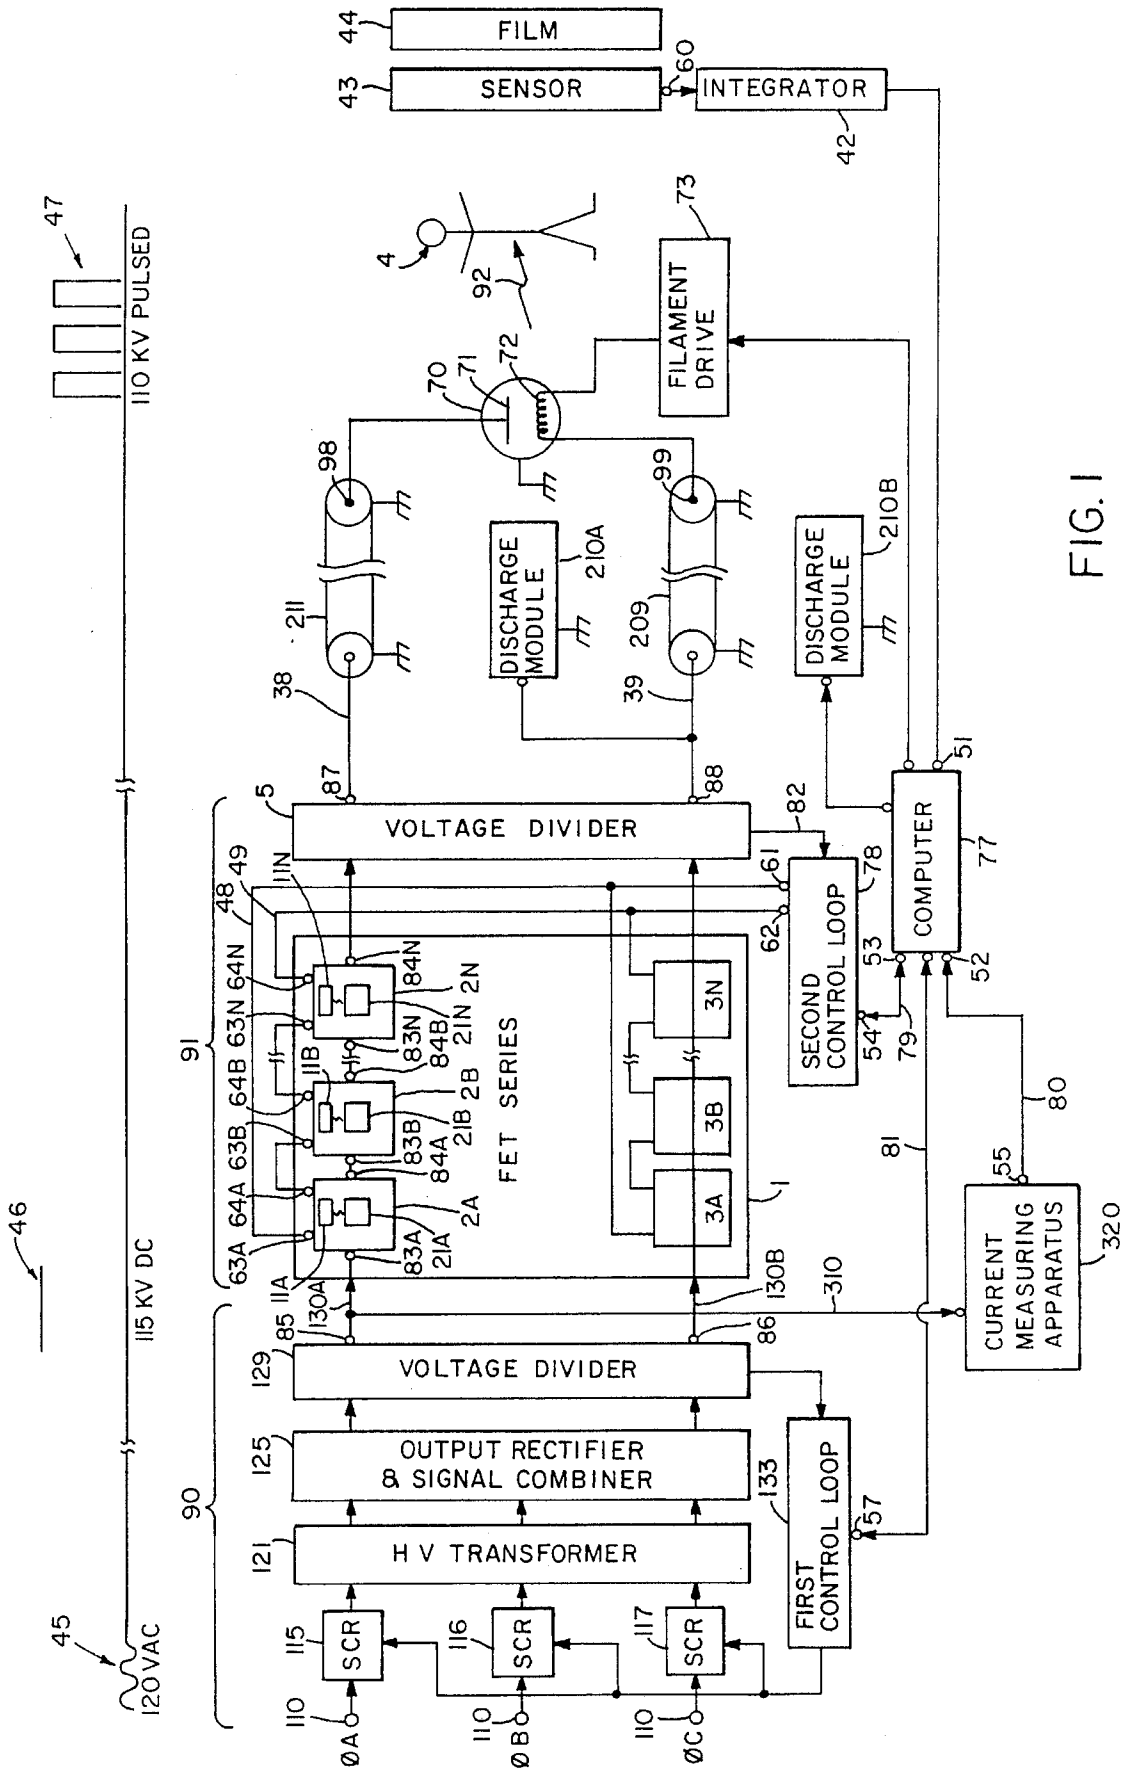 45
46
47
120 VAC
115 KV DC
110 KV PULSED
90
91
44
FILM
43
SENSOR
60
INTEGRATOR
42
4
92
73
FILAMENT
DRIVE
70
71
72
98
99
211
209
38
39
DISCHARGE
MODULE
210A
DISCHARGE
MODULE
210B
87
88
5
VOLTAGE DIVIDER
82
48
49
11N
61
62
64N
63N
64B
63B
64A
63A
11B
11A
84N
2N
21N
83N
84B
2B
21B
83B
84A
2A
21A
83A
FET SERIES
3A
3B
3N
1
SECOND
CONTROL LOOP
78
54
79
53
52
51
COMPUTER
77
80
81
55
CURRENT
MEASURING
APPARATUS
320
310
130A
130B
85
86
129
VOLTAGE DIVIDER
125
OUTPUT RECTIFIER
& SIGNAL COMBINER
121
H V TRANSFORMER
133
FIRST
CONTROL LOOP
57
115
SCR
116
SCR
117
SCR
110
ØA
110
ØB
110
ØC
FIG. 1